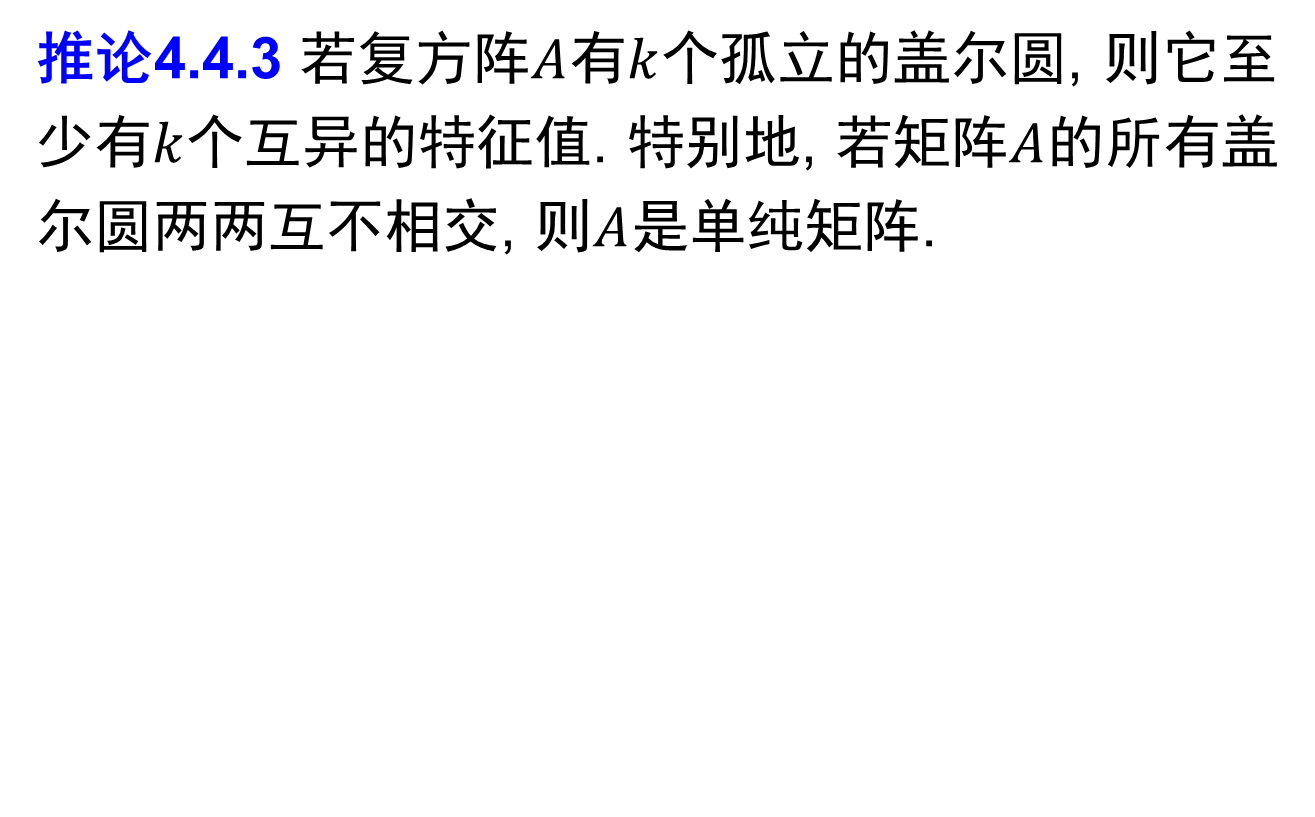 推论4.4.3 若复方阵A有k个孤立的盖尔圆, 则它至
少有k个互异的特征值. 特别地, 若矩阵A的所有盖
尔圆两两互不相交, 则A是单纯矩阵.